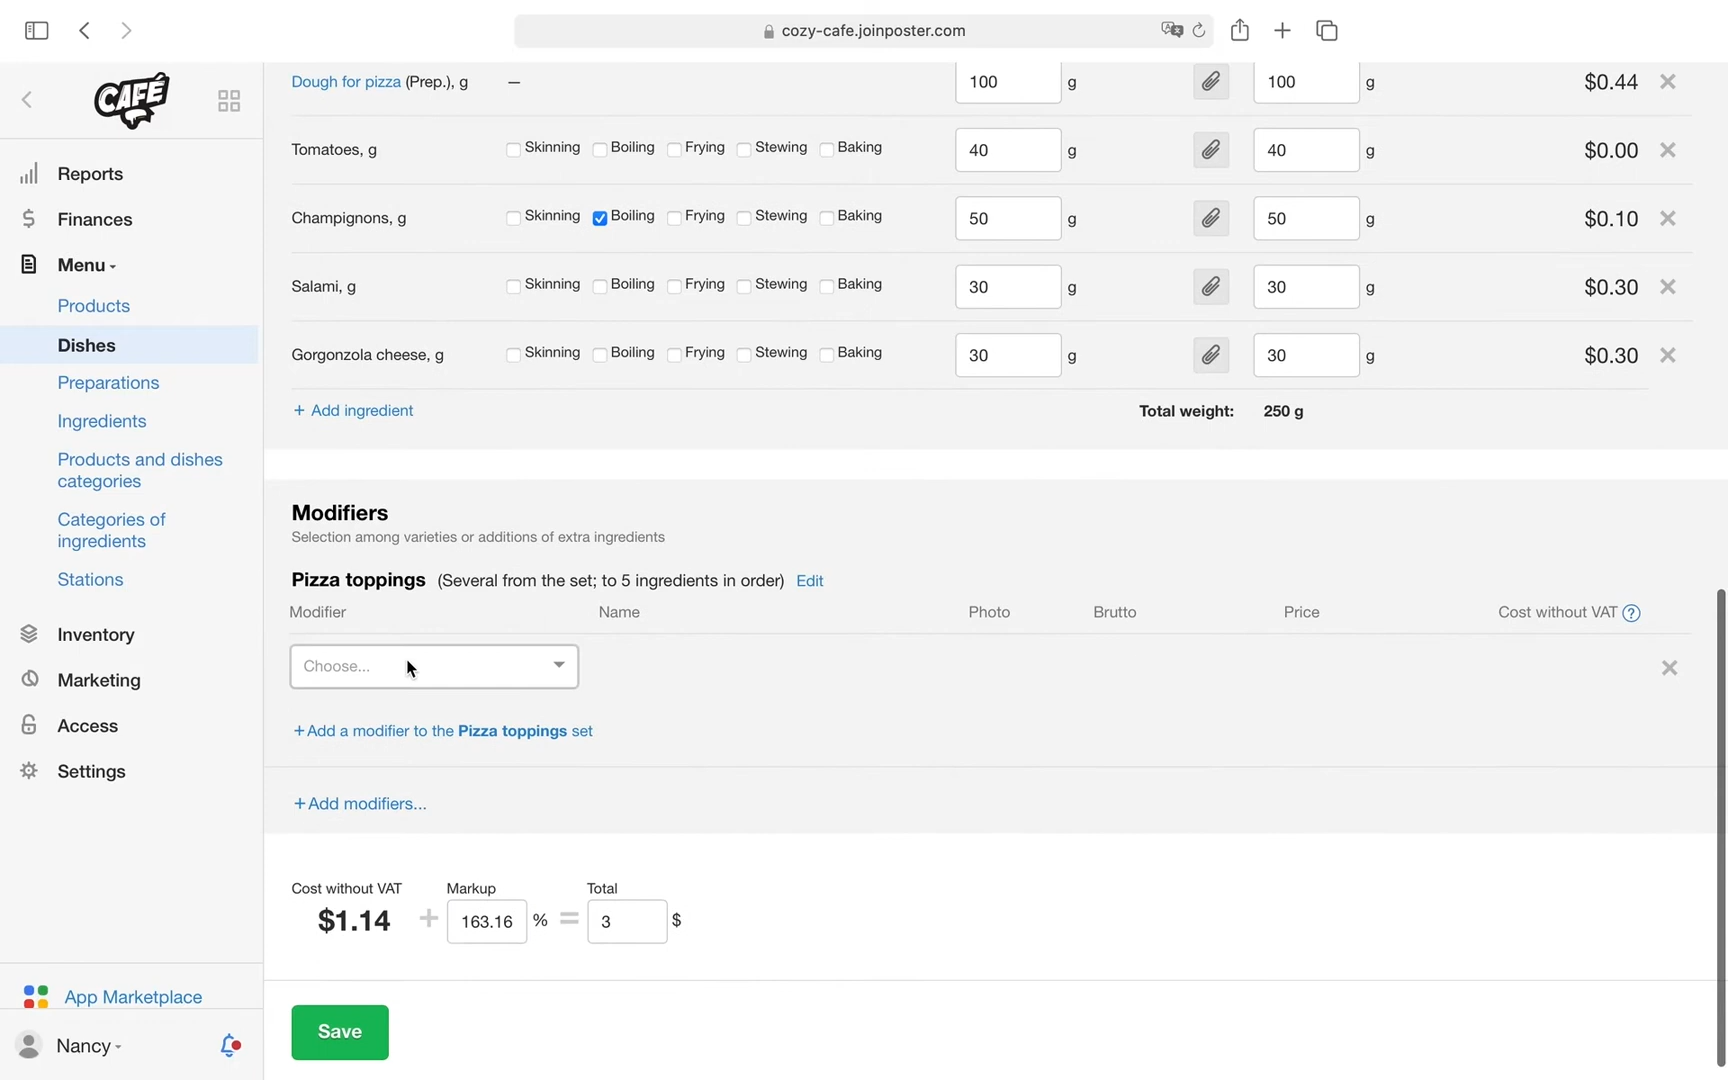 cozy-cafe.joinposter.com
CAFÉ
Reports
Finances
Menu
Products
Dishes
Preparations
Ingredients
Products and dishes
categories
Categories of
ingredients
Stations
Inventory
Marketing
Access
Settings
App Marketplace
Nancy
Dough for pizza (Prep.), g – 100 g 100 g $0.44
Tomatoes, g Skinning Boiling Frying Stewing Baking 40 g 40 g $0.00
Champignons, g Skinning Boiling Frying Stewing Baking 50 g 50 g $0.10
Salami, g Skinning Boiling Frying Stewing Baking 30 g 30 g $0.30
Gorgonzola cheese, g Skinning Boiling Frying Stewing Baking 30 g 30 g $0.30
+ Add ingredient Total weight: 250 g
Modifiers
Selection among varieties or additions of extra ingredients
Pizza toppings (Several from the set; to 5 ingredients in order) Edit
Modifier Name Photo Brutto Price Cost without VAT ?
Choose...
+Add a modifier to the Pizza toppings set
+Add modifiers...
Cost without VAT Markup Total
$1.14 + 163.16 % = 3 $
Save